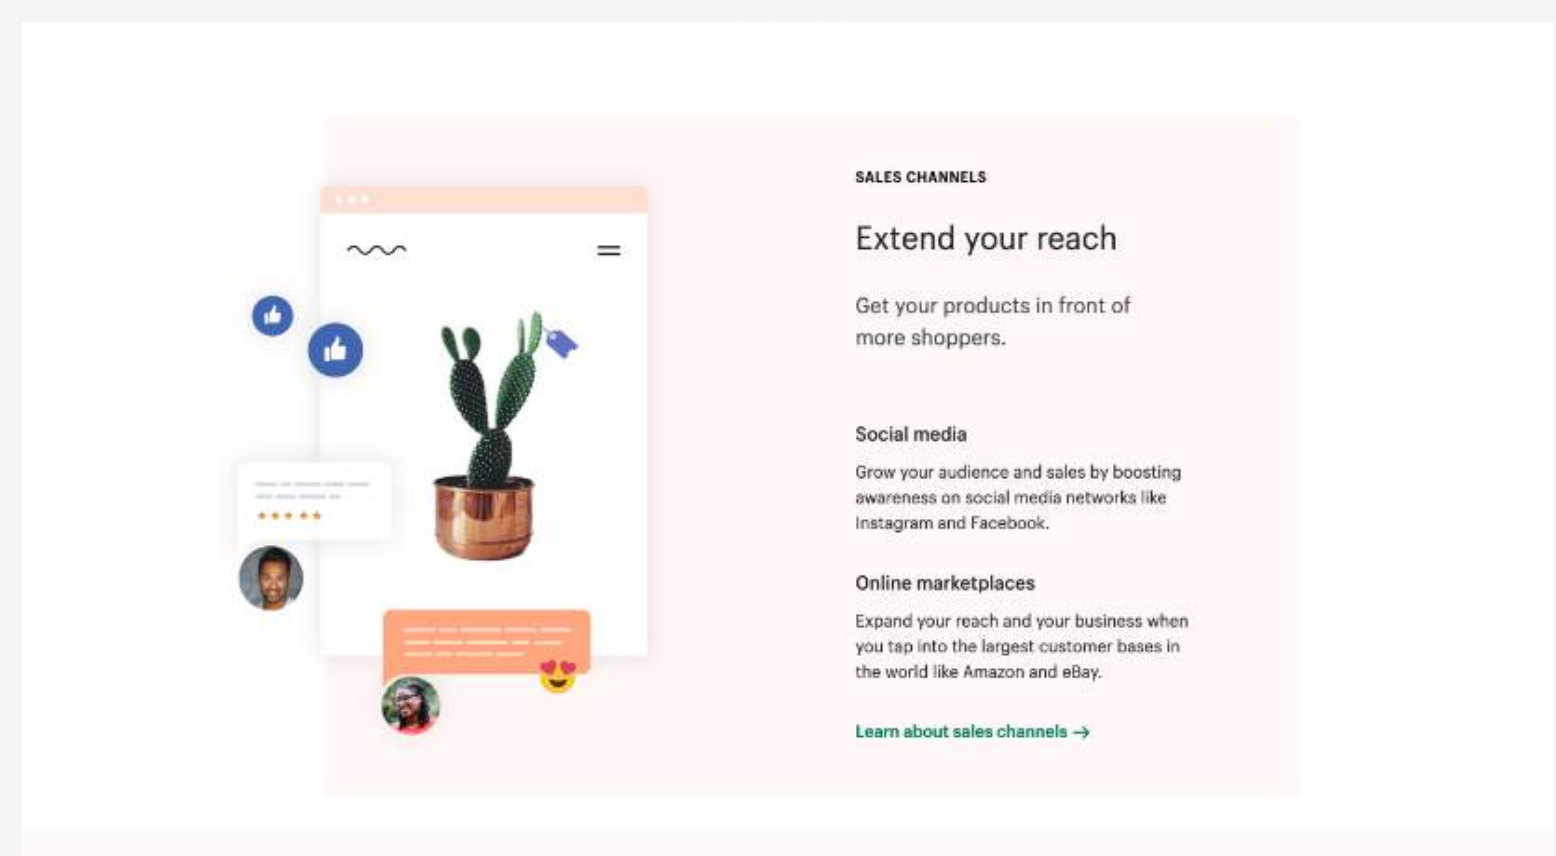 SALES CHANNELS
Extend your reach
Get your products in front of
more shoppers.
Social media
Grow your audience and sales by boosting
awareness on social media networks like
Instagram and Facebook.
Online marketplaces
Expand your reach and your business when
you tap into the largest customer bases in
the world like Amazon and eBay.
Learn about sales channels →